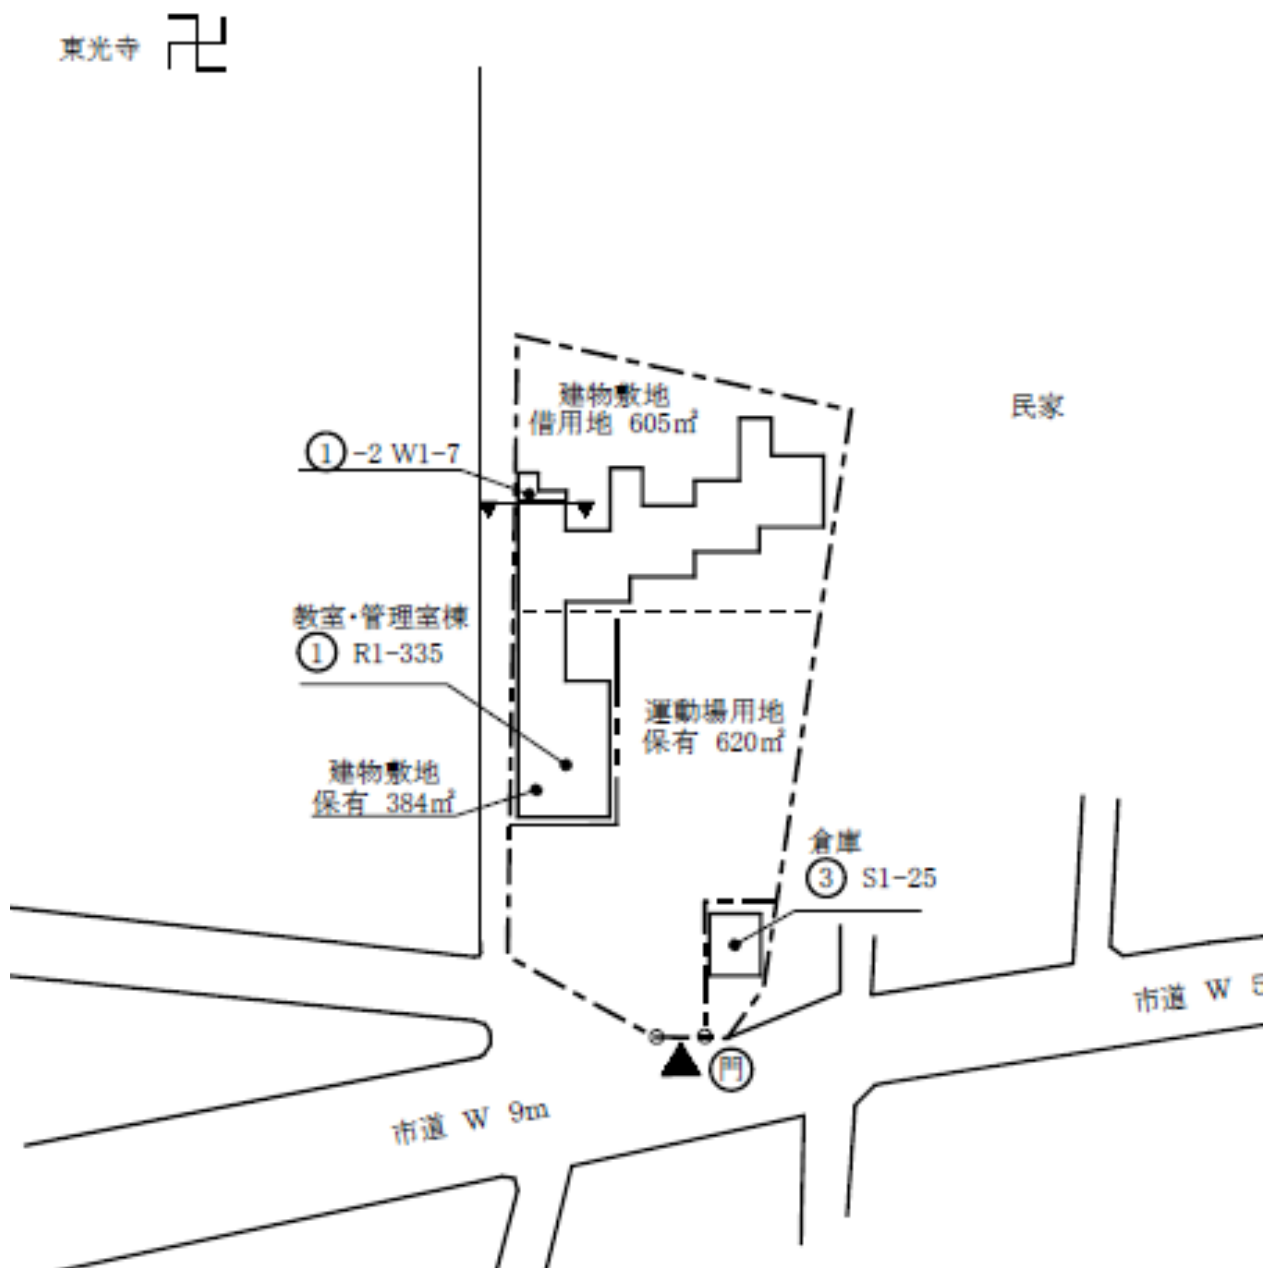 東光寺 卍
建物敷地
借用地 605㎡
民家
①-2 W1-7
教室・管理室棟
① R1-335
運動場用地
保有 620㎡
建物敷地
保有 384㎡
倉庫
③ S1-25
市道 W 5
門
市道 W 9m